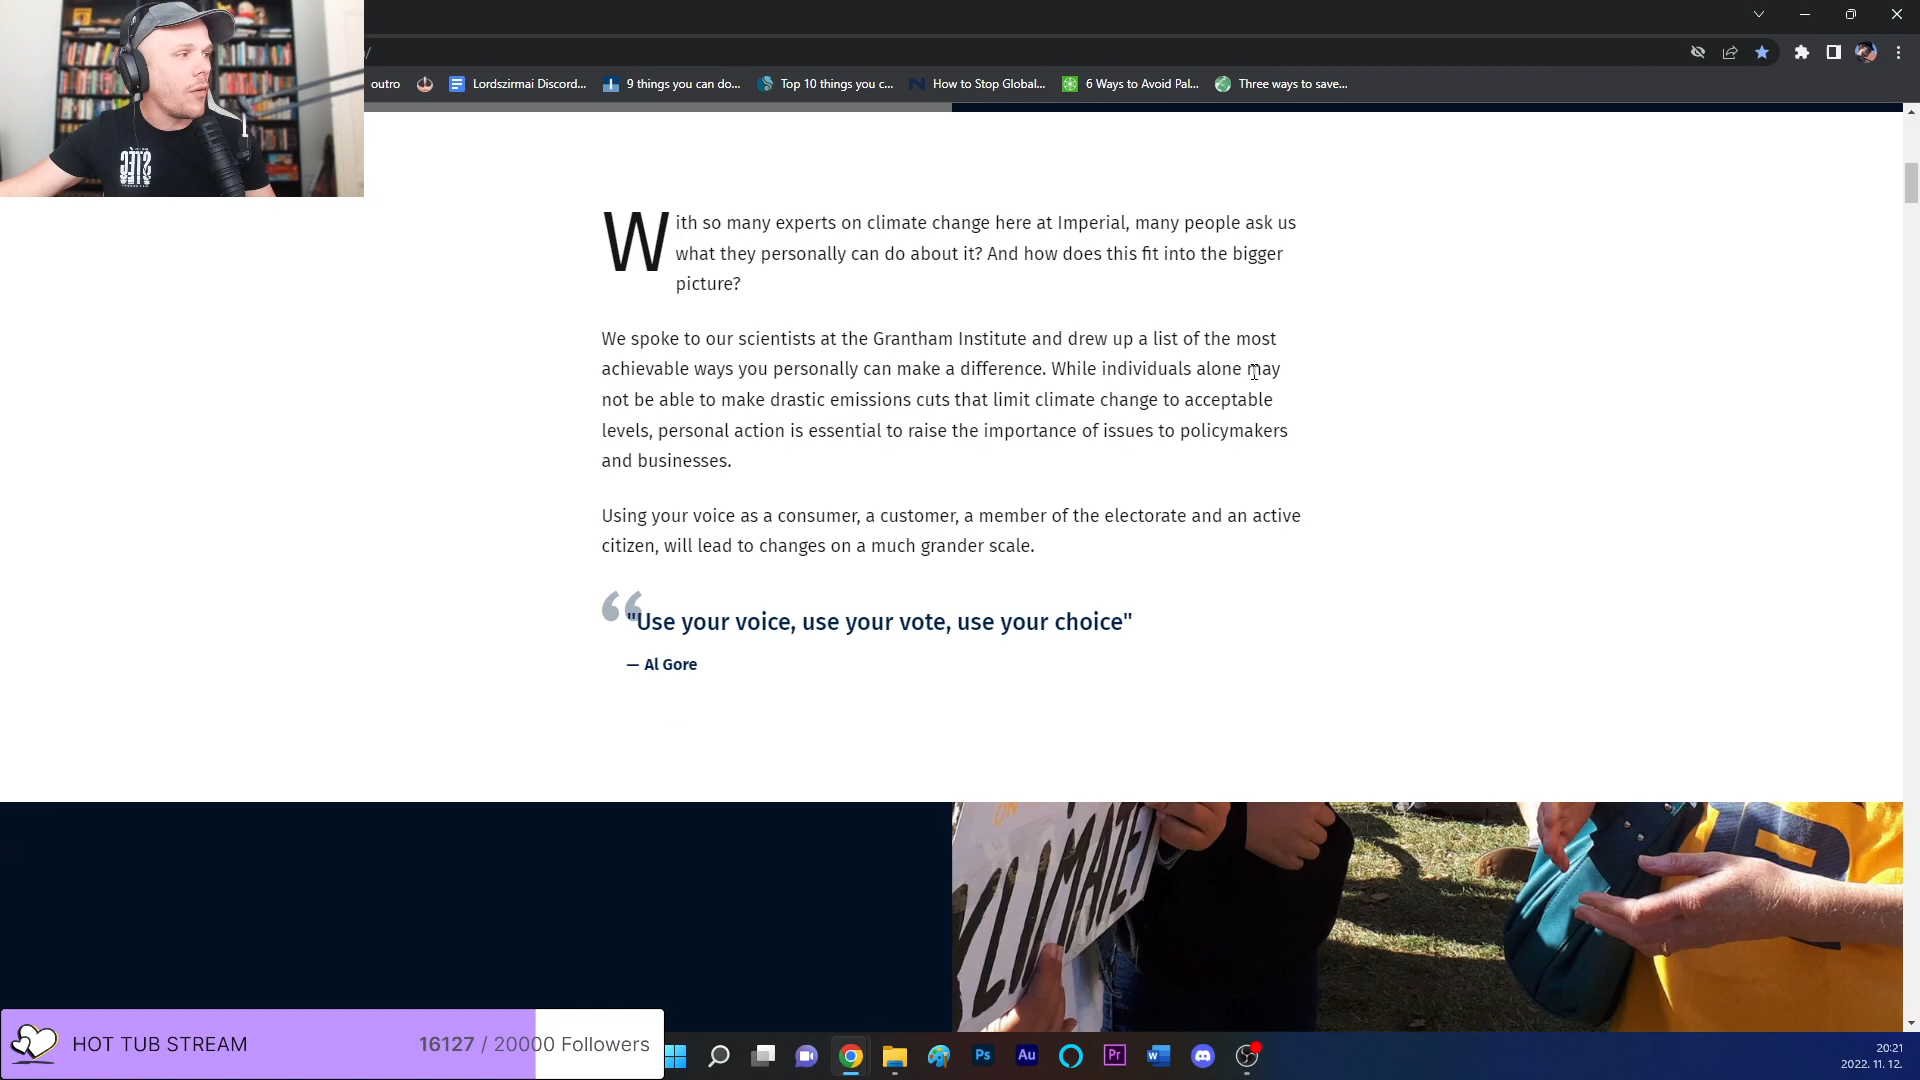 outro
Lordszirmai Discord...
9 things you can do...
Top 10 things you c...
How to Stop Global...
6 Ways to Avoid Pal...
Three ways to save...
With so many experts on climate change here at Imperial, many people ask us
what they personally can do about it? And how does this fit into the bigger
picture?
We spoke to our scientists at the Grantham Institute and drew up a list of the most
achievable ways you personally can make a difference. While individuals alone may
not be able to make drastic emissions cuts that limit climate change to acceptable
levels, personal action is essential to raise the importance of issues to policymakers
and businesses.
Using your voice as a consumer, a customer, a member of the electorate and an active
citizen, will lead to changes on a much grander scale.
"Use your voice, use your vote, use your choice"
— Al Gore
ON
CLIMATE
HOT TUB STREAM
16127 / 20000 Followers
Ps
Au
Pr
20:21
2022. 11. 12.